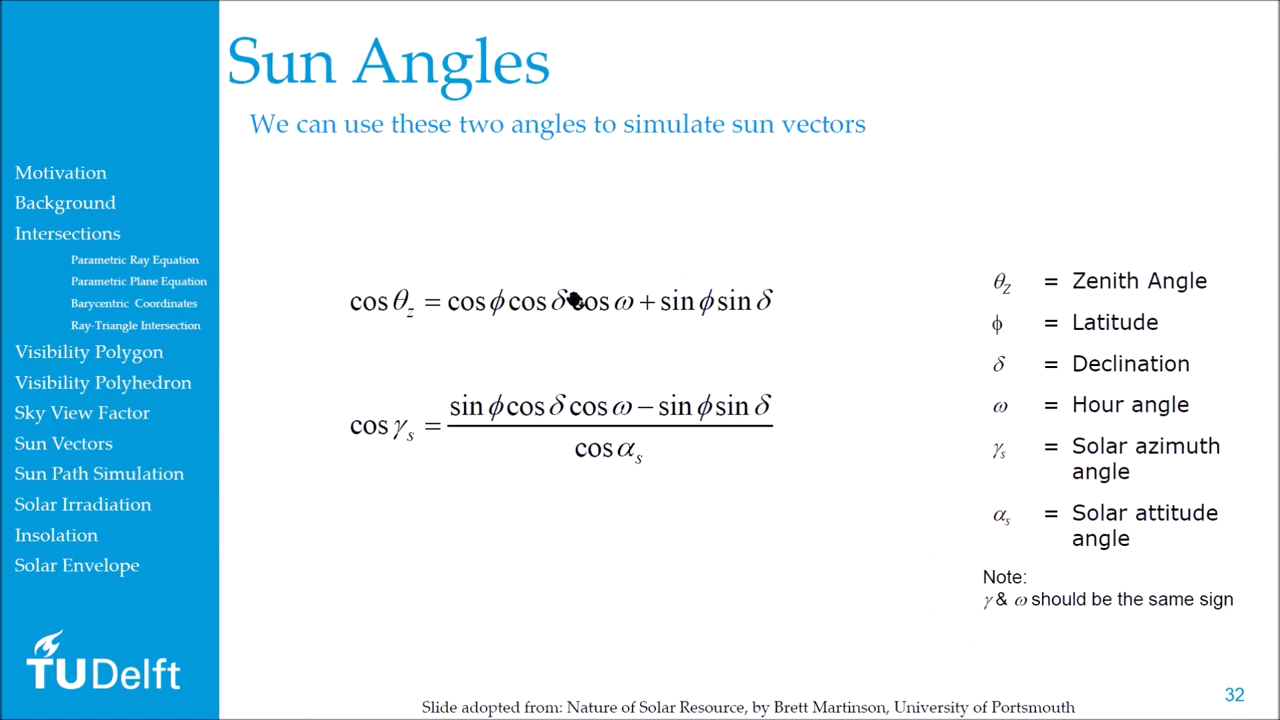 Sun Angles
We can use these two angles to simulate sun vectors
Motivation
Background
Intersections
Parametric Ray Equation
Parametric Plane Equation
Barycentric Coordinates
Ray-Triangle Intersection
Visibility Polygon
Visibility Polyhedron
Sky View Factor
Sun Vectors
Sun Path Simulation
Solar Irradiation
Insolation
Solar Envelope
TUDelft
cos θz = cos ϕ cos δ cos ω + sin ϕ sin δ
cos γs = (sin ϕ cos δ cos ω − sin ϕ sin δ) / cos αs
θZ = Zenith Angle
ϕ = Latitude
δ = Declination
ω = Hour angle
γs = Solar azimuth
angle
αs = Solar attitude
angle
Note:
γ & ω should be the same sign
Slide adopted from: Nature of Solar Resource, by Brett Martinson, University of Portsmouth
32